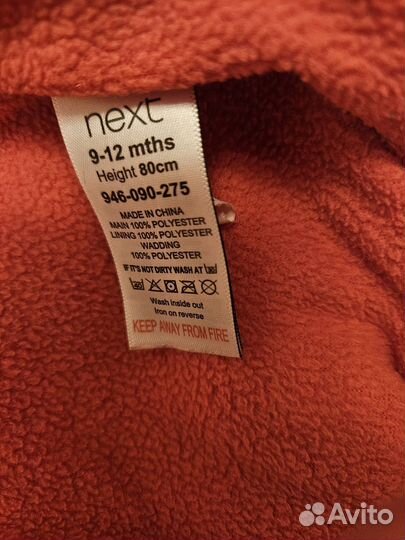 next
9-12 mths
Height 80cm
946-090-275
MADE IN CHINA
MAIN 100% POLYESTER
LINING 100% POLYESTER
WADDING
100% POLYESTER
IF IT'S NOT DIRTY WASH AT
Wash inside out
Iron on reverse
KEEP AWAY FROM FIRE
Avito